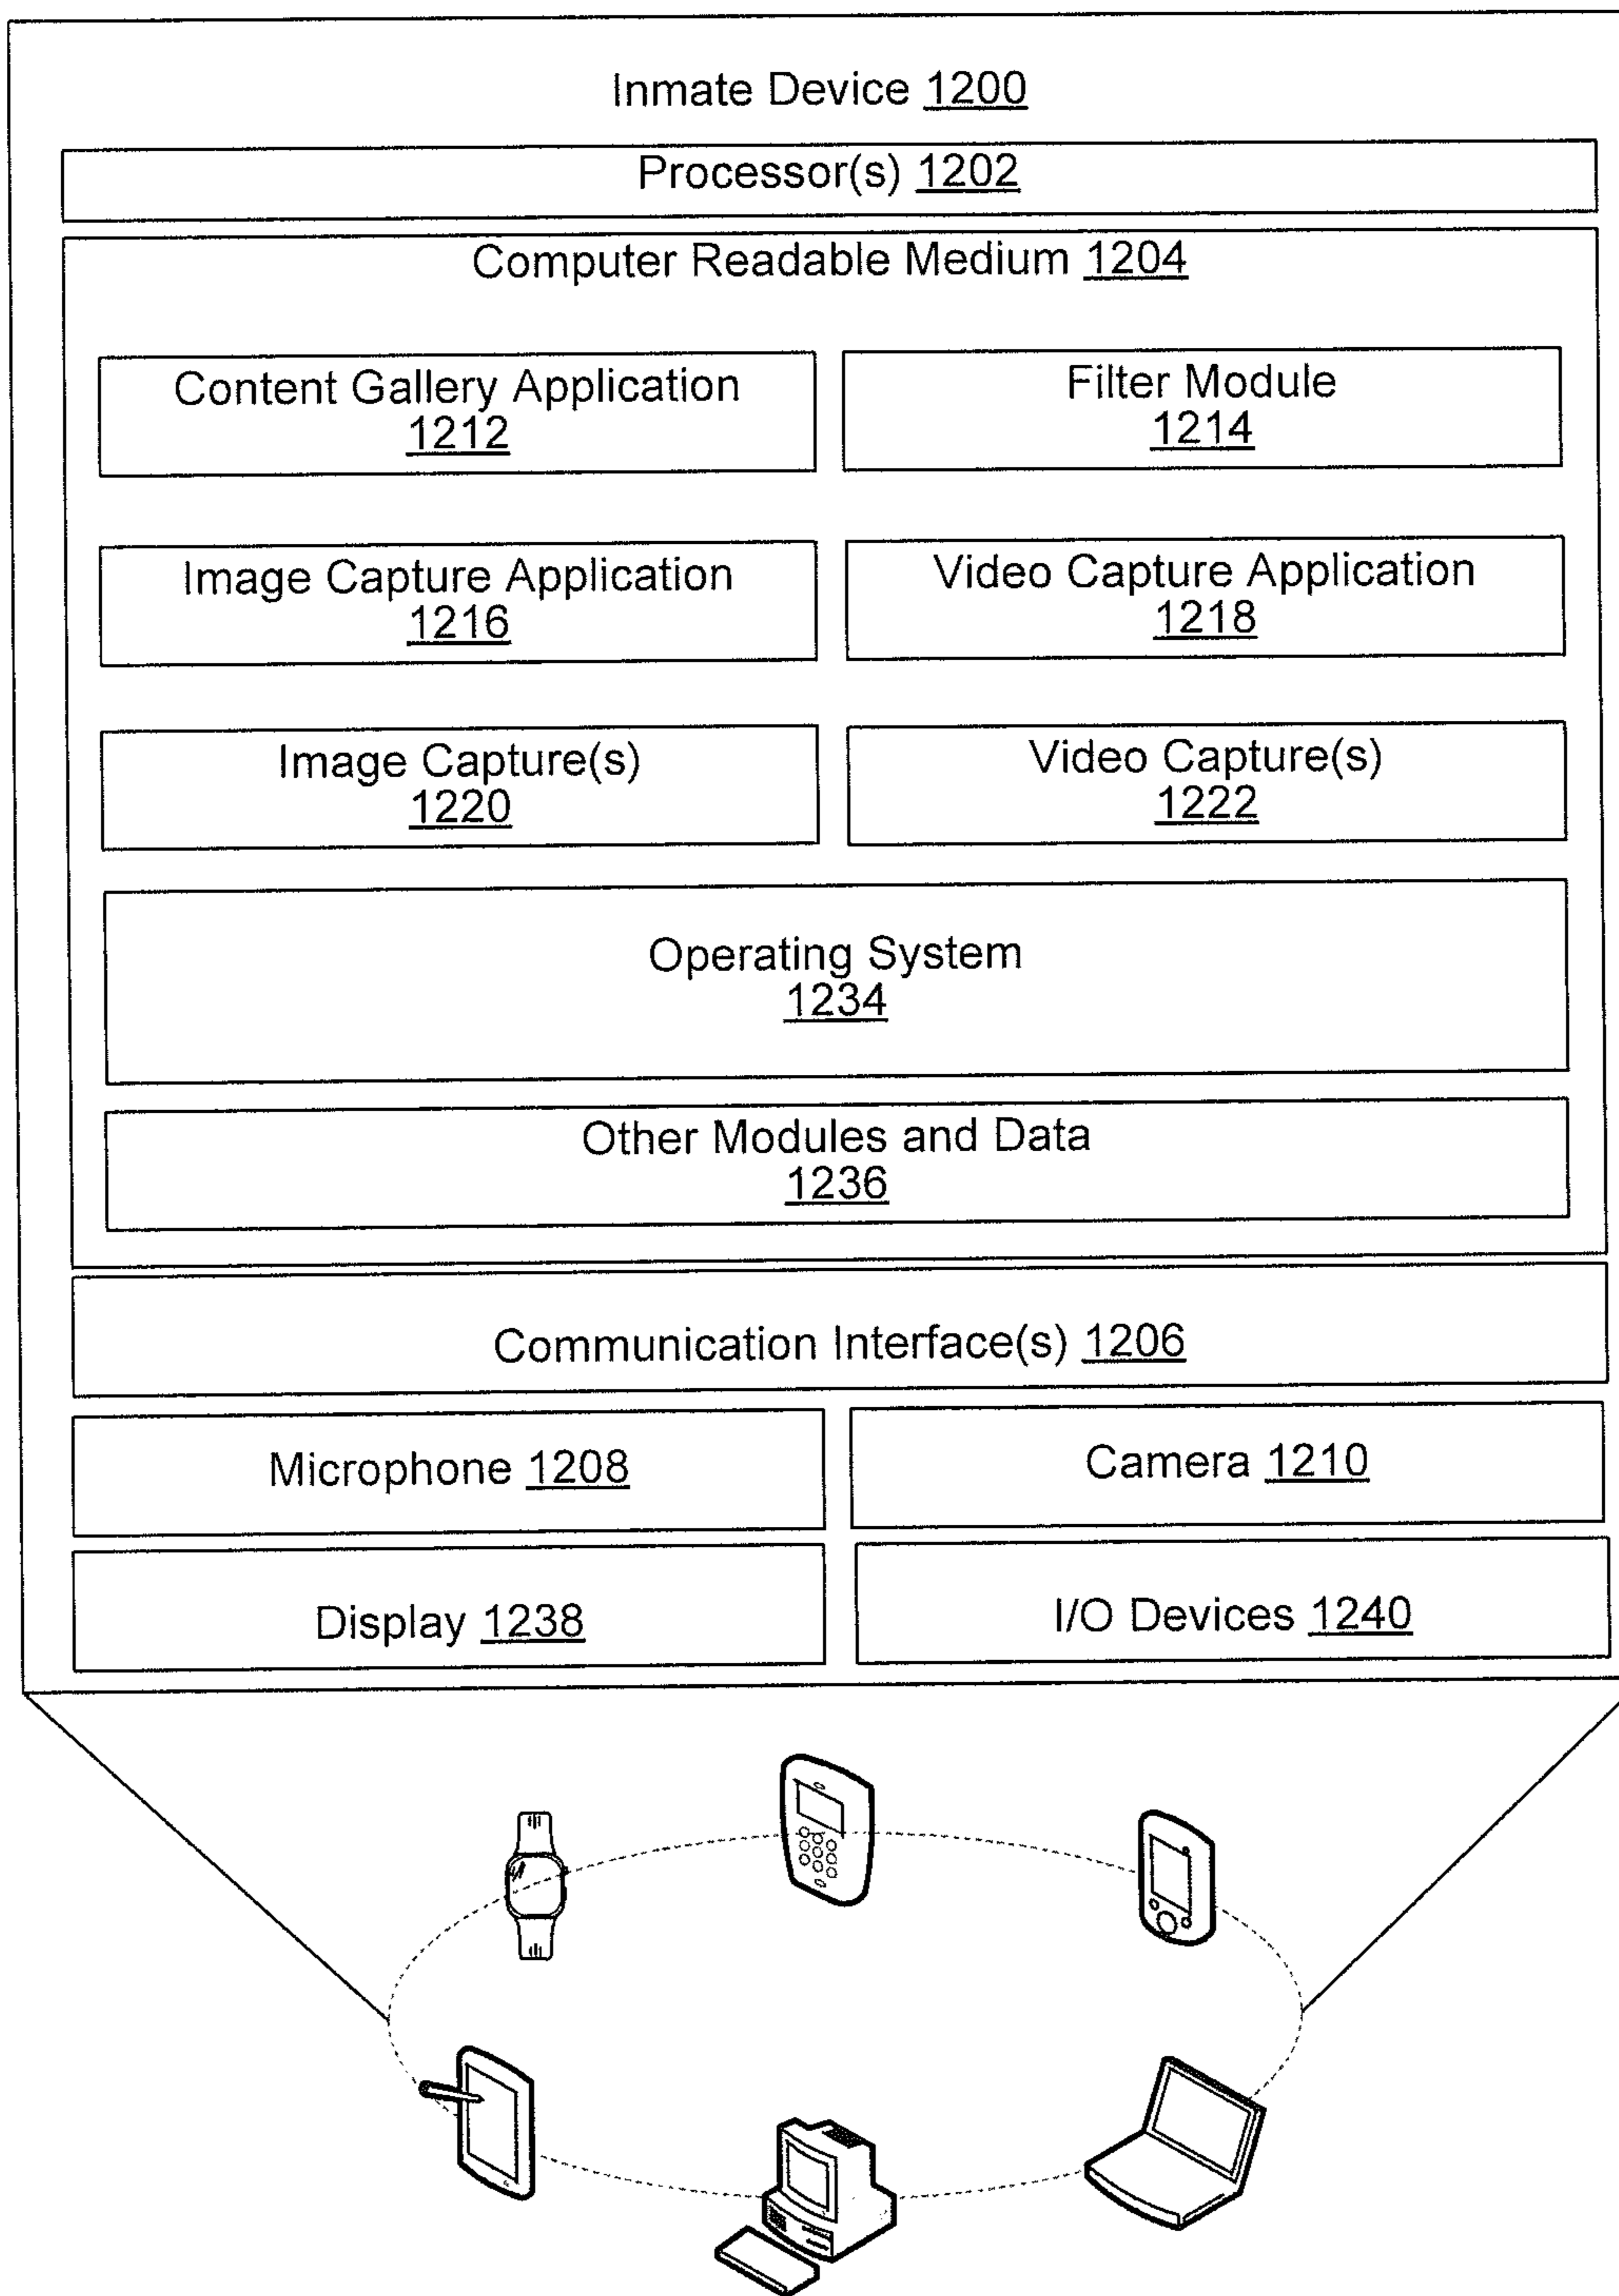 Inmate Device 1200
Processor(s) 1202
Computer Readable Medium 1204
Content Gallery Application
1212
Filter Module
1214
Image Capture Application
1216
Video Capture Application
1218
Image Capture(s)
1220
Video Capture(s)
1222
Operating System
1234
Other Modules and Data
1236
Communication Interface(s) 1206
Microphone 1208
Camera 1210
Display 1238
I/O Devices 1240